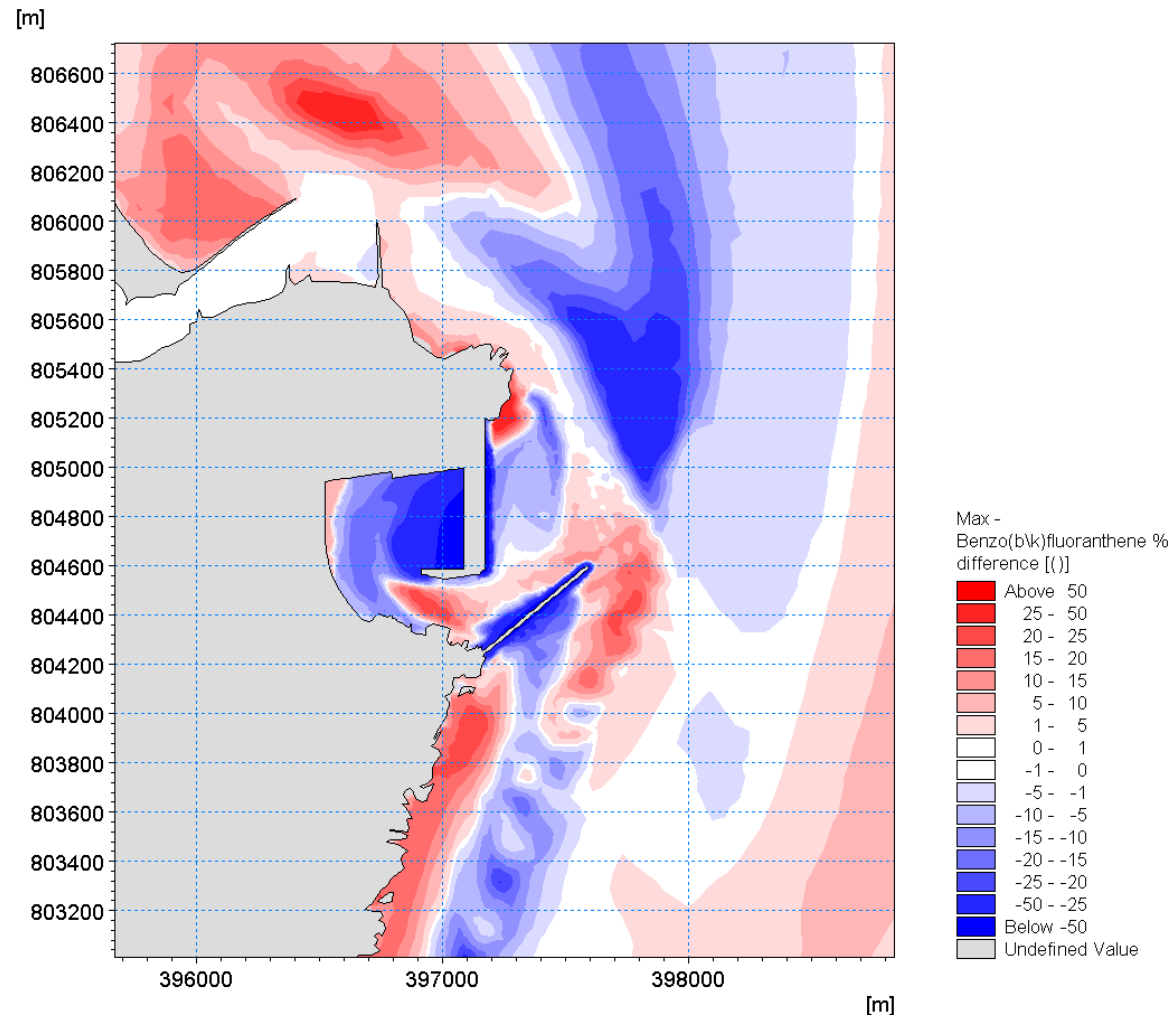 [m]
806600
806400
806200
806000
805800
805600
805400
805200
805000
804800
804600
804400
804200
804000
803800
803600
803400
803200
396000 397000 398000
[m]
Max -
Benzo(b\k)fluoranthene %
difference [()]
Above 50
25 - 50
20 - 25
15 - 20
10 - 15
5 - 10
1 - 5
0 - 1
-1 - 0
-5 - -1
-10 - -5
-15 - -10
-20 - -15
-25 - -20
-50 - -25
Below -50
Undefined Value